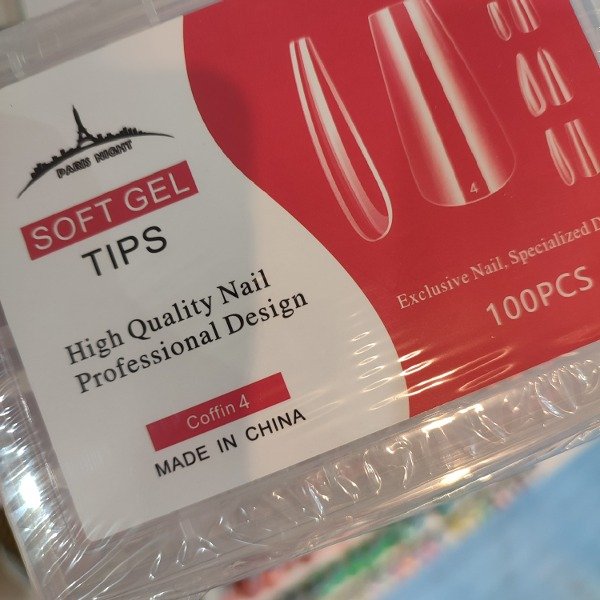 PARIS NIGHT
SOFT GEL
TIPS
High Quality Nail
Professional Design
Coffin 4
MADE IN CHINA
4
Exclusive Nail, Specialized D
100PCS